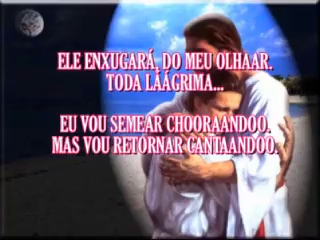 ELE ENXUGARÁ, DO MEU OLHAAR.
TODA LÁÁGRIMA...
EU VOU SEMEAR CHOORAANDOO.
MAS VOU RETORNAR CANTAANDOO.